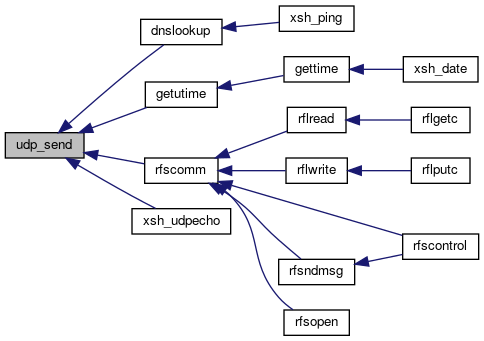 dnslookup
xsh_ping
getutime
gettime
xsh_date
udp_send
rflread
rflgetc
rfscomm
rflwrite
rflputc
xsh_udpecho
rfscontrol
rfsndmsg
rfsopen